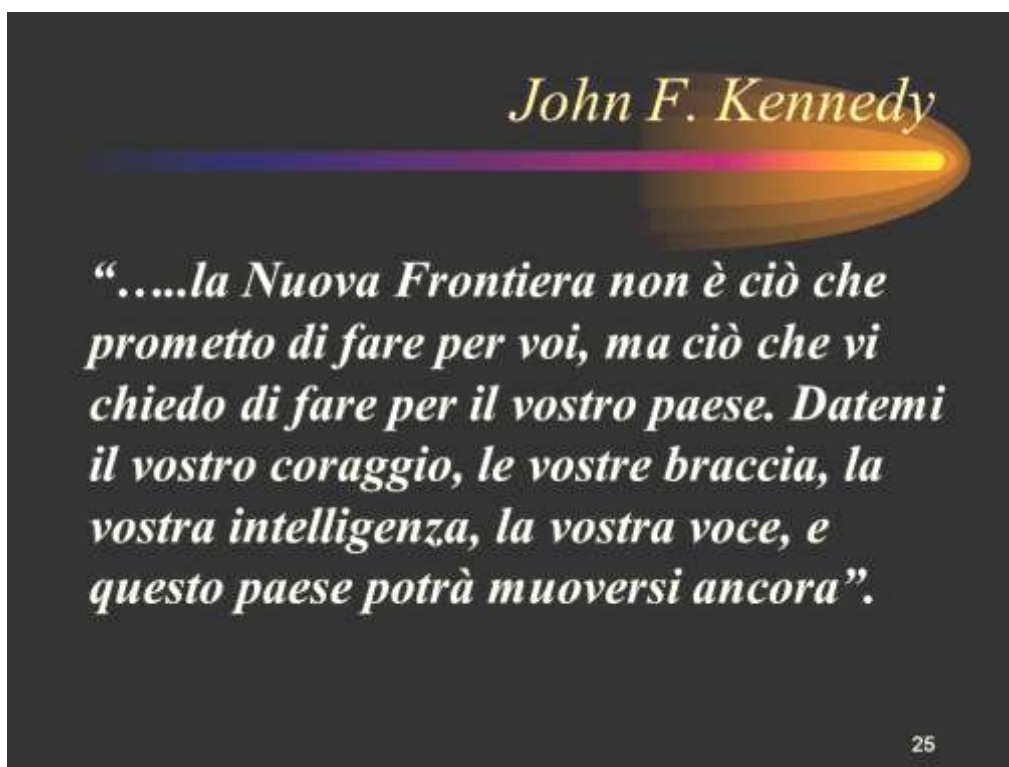 John F. Kennedy
“…..la Nuova Frontiera non è ciò che
prometto di fare per voi, ma ciò che vi
chiedo di fare per il vostro paese. Datemi
il vostro coraggio, le vostre braccia, la
vostra intelligenza, la vostra voce, e
questo paese potrà muoversi ancora”.
25